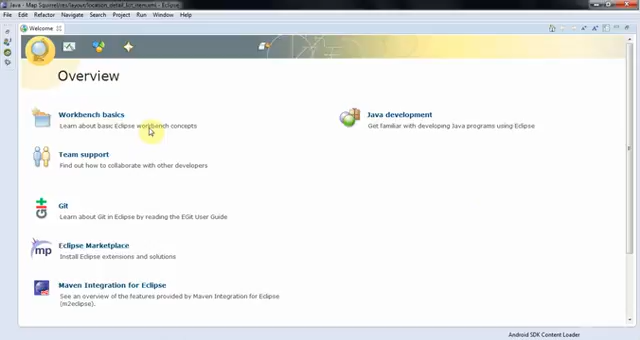 Java - Map Squirrel/res/layout/location_detail_list_item.xml - Eclipse
File Edit Refactor Navigate Search Project Run Window Help
Welcome
Overview
Workbench basics
Learn about basic Eclipse workbench concepts
Java development
Get familiar with developing Java programs using Eclipse
Team support
Find out how to collaborate with other developers
Git
Learn about Git in Eclipse by reading the EGit User Guide
Eclipse Marketplace
Install Eclipse extensions and solutions
Maven Integration for Eclipse
See an overview of the features provided by Maven Integration for Eclipse
(m2eclipse).
Android SDK Content Loader